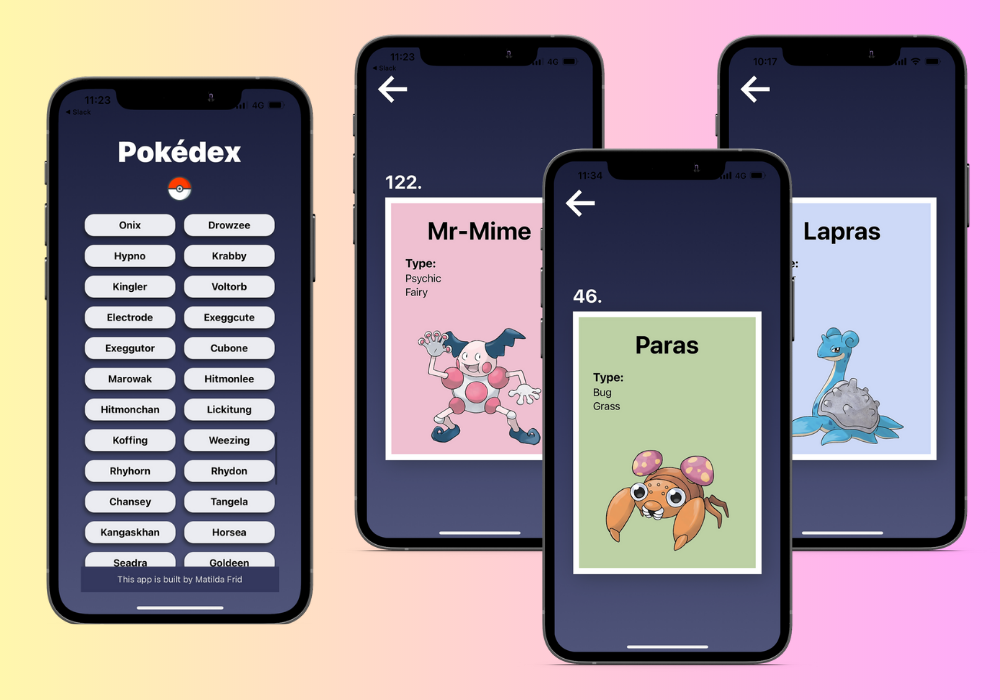 11:23
4G
Slack
Pokédex
Onix Drowzee
Hypno Krabby
Kingler Voltorb
Electrode Exeggcute
Exeggutor Cubone
Marowak Hitmonlee
Hitmonchan Lickitung
Koffing Weezing
Rhyhorn Rhydon
Chansey Tangela
Kangaskhan Horsea
Seadra Goldeen
This app is built by Matilda Frid
11:23
4G
Slack
122.
Mr-Mime
Type:
Psychic
Fairy
11:34
4G
46.
Paras
Type:
Bug
Grass
10:17
Lapras
e: